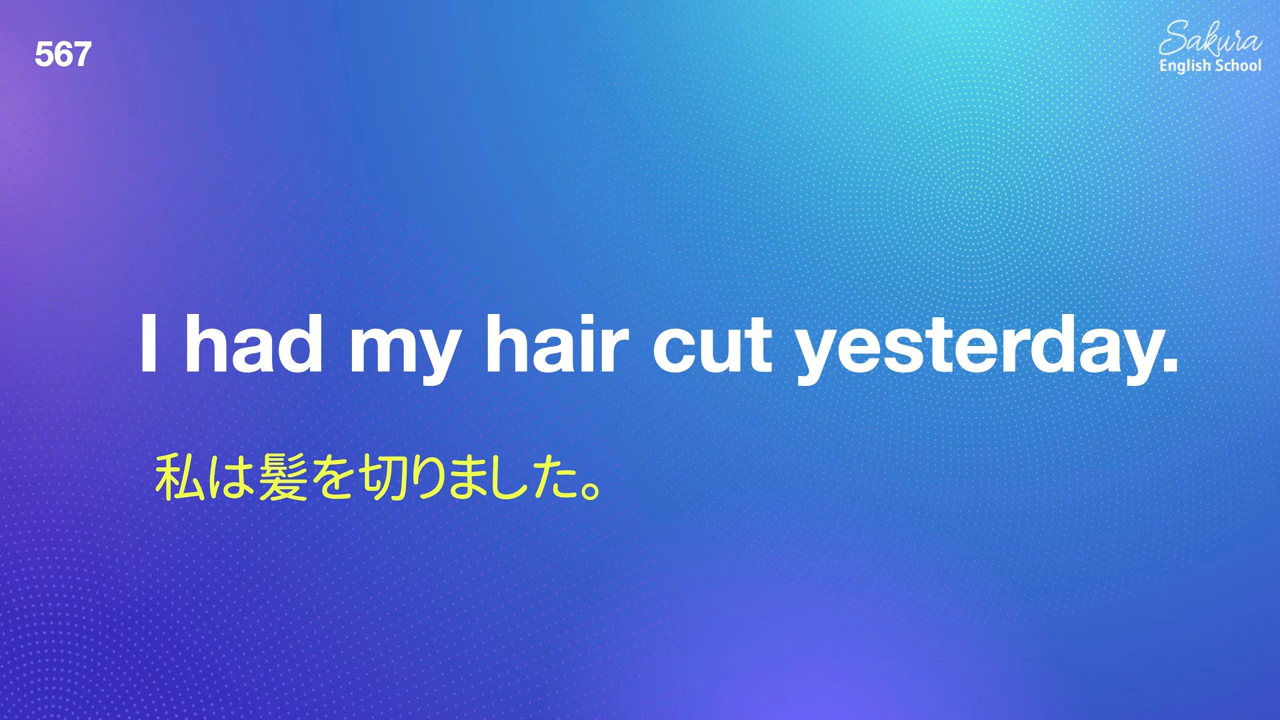 567
Sakura
English School
I had my hair cut yesterday.
私は髪を切りました。